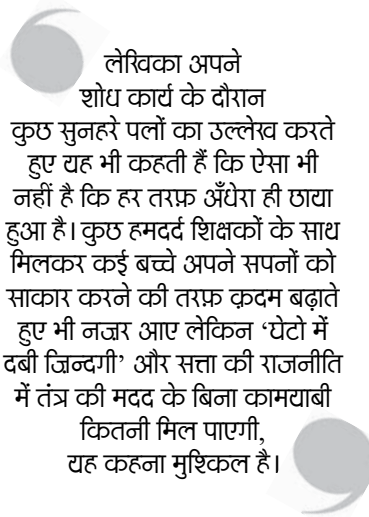 लेखिका अपने
शोध कार्य के दौरान
कुछ सुनहरे पलों का उल्लेख करते
हुए यह भी कहती हैं कि ऐसा भी
नहीं है कि हर तरफ़ अँधेरा ही छाया
हुआ है। कुछ हमदर्द शिक्षकों के साथ
मिलकर कई बच्चे अपने सपनों को
साकार करने की तरफ़ क़दम बढ़ाते
हुए भी नज़र आए लेकिन ‘घेटो में
दबी ज़िन्दगी’ और सत्ता की राजनीति
में तंत्र की मदद के बिना कामयाबी
कितनी मिल पाएगी,
यह कहना मुश्किल है।